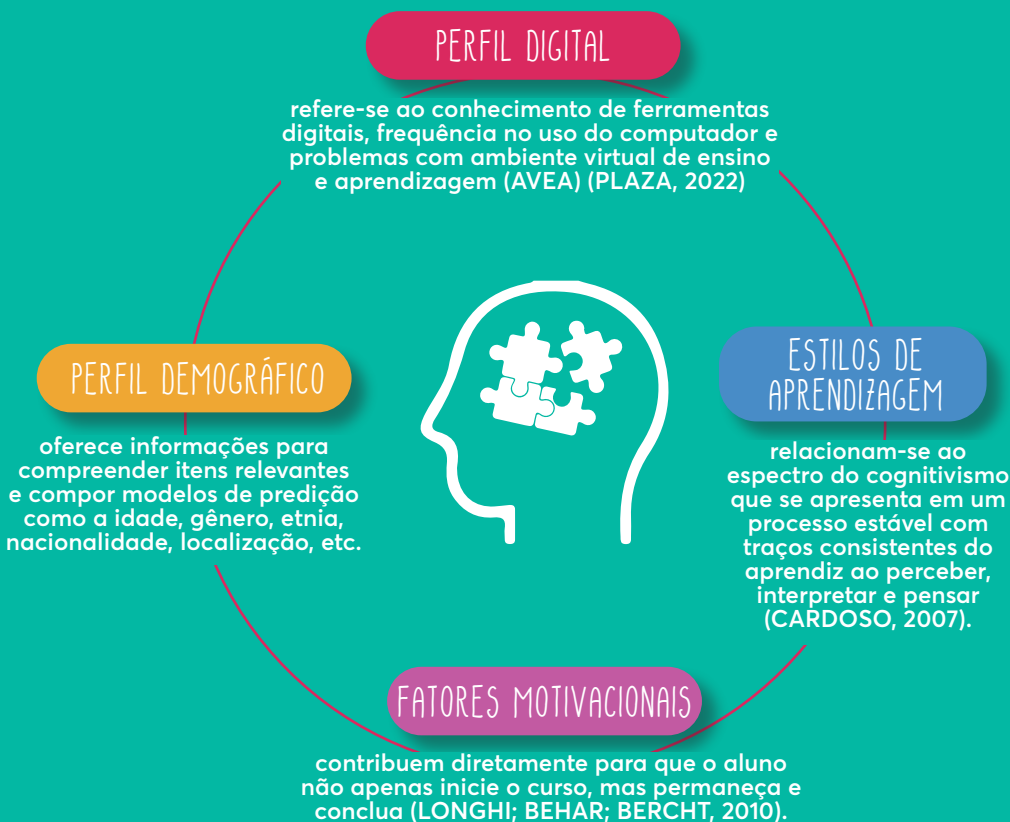 PERFIL DIGITAL
refere-se ao conhecimento de ferramentas
digitais, frequência no uso do computador e
problemas com ambiente virtual de ensino
e aprendizagem (AVEA) (PLAZA, 2022)
PERFIL DEMOGRÁFICO
oferece informações para
compreender itens relevantes
e compor modelos de predição
como a idade, gênero, etnia,
nacionalidade, localização, etc.
ESTILOS DE
APRENDIZAGEM
relacionam-se ao
espectro do cognitivismo
que se apresenta em um
processo estável com
traços consistentes do
aprendiz ao perceber,
interpretar e pensar
(CARDOSO, 2007).
FATORES MOTIVACIONAIS
contribuem diretamente para que o aluno
não apenas inicie o curso, mas permaneça e
conclua (LONGHI; BEHAR; BERCHT, 2010).